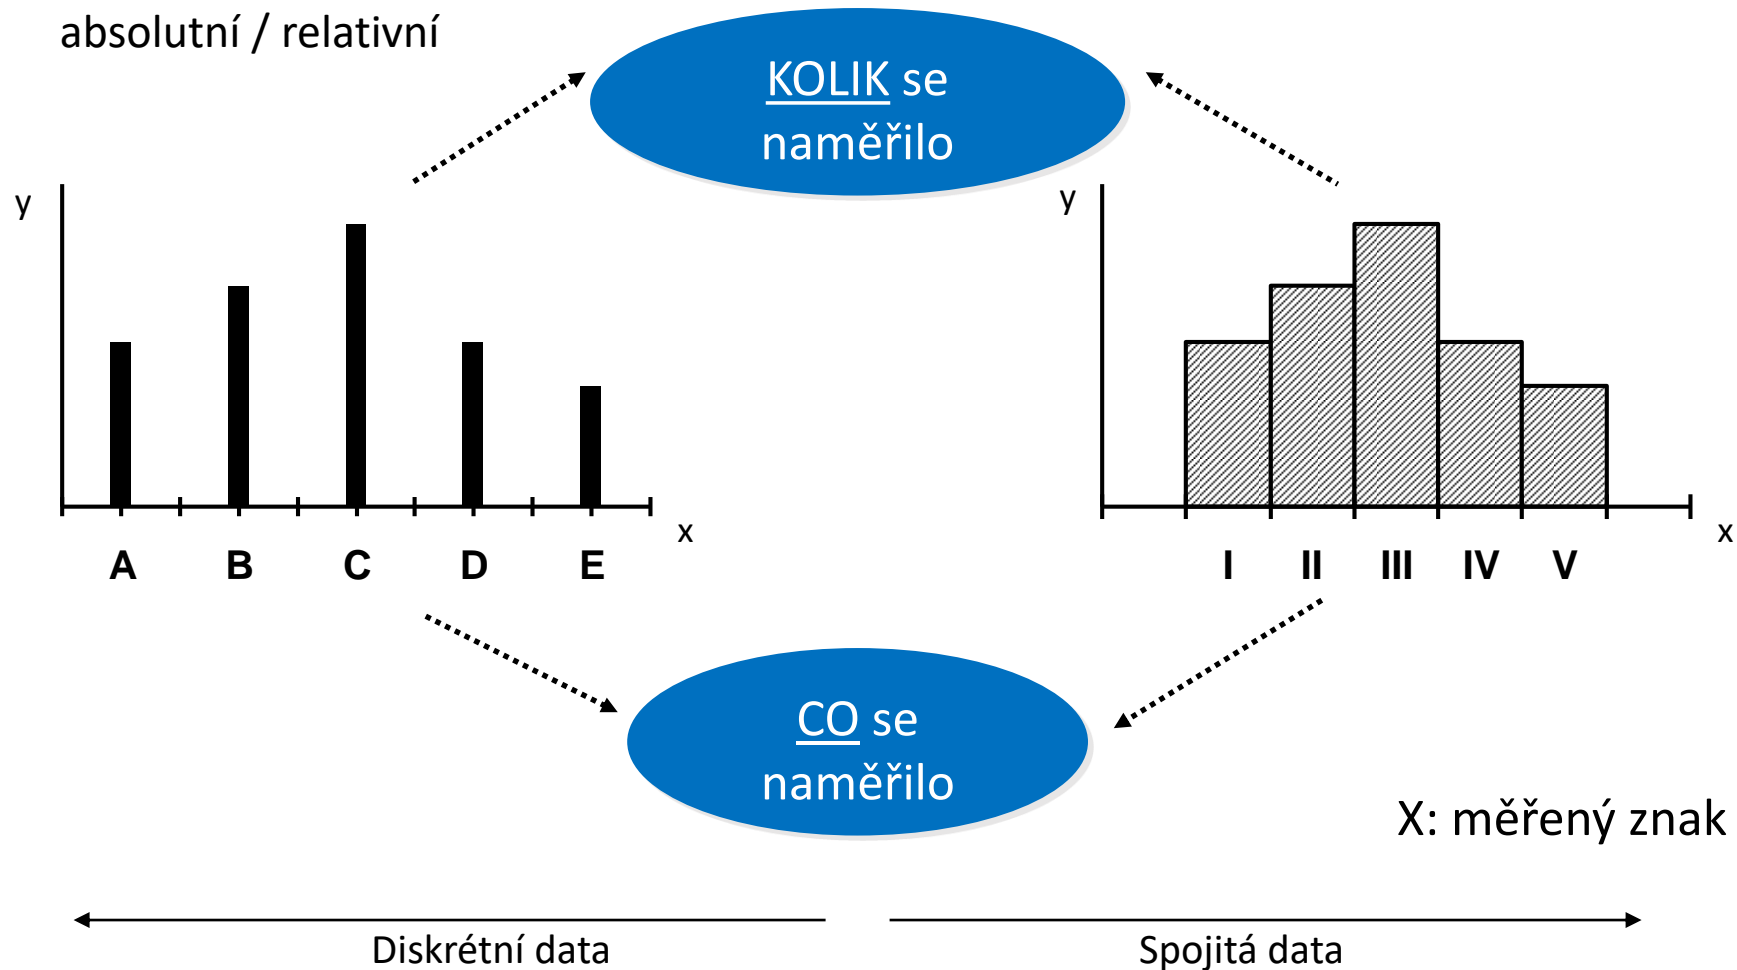 absolutní / relativní
KOLIK se
naměřilo
y
y
x
x
A B C D E
I II III IV V
CO se
naměřilo
X: měřený znak
Diskrétní data
Spojitá data